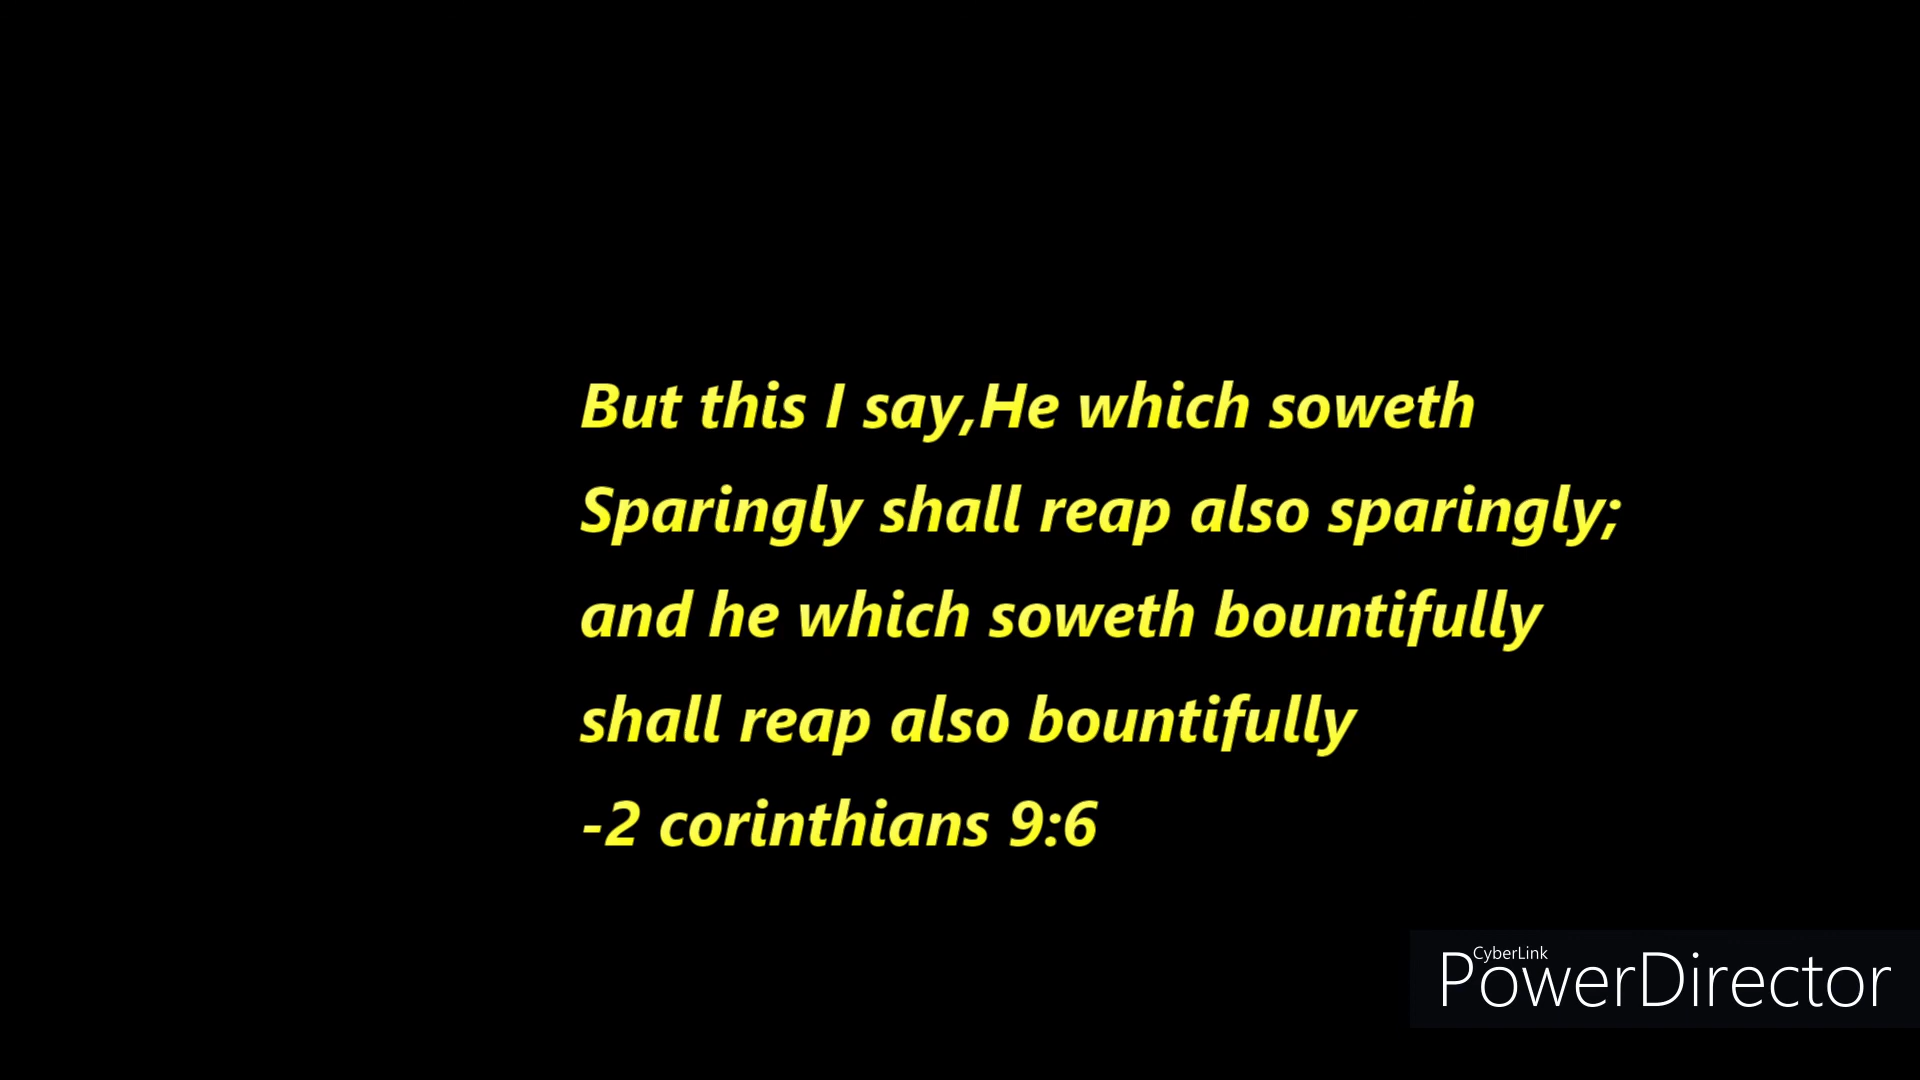 But this I say,He which soweth
Sparingly shall reap also sparingly;
and he which soweth bountifully
shall reap also bountifully
-2 corinthians 9:6
CyberLink
PowerDirector